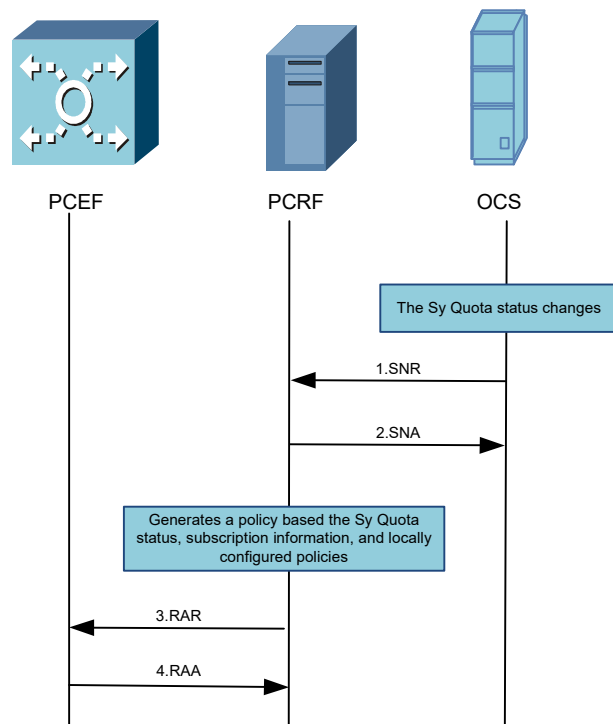 PCEF
PCRF
OCS
The Sy Quota status changes
1.SNR
2.SNA
Generates a policy based the Sy Quota
status, subscription information, and locally
configured policies
3.RAR
4.RAA